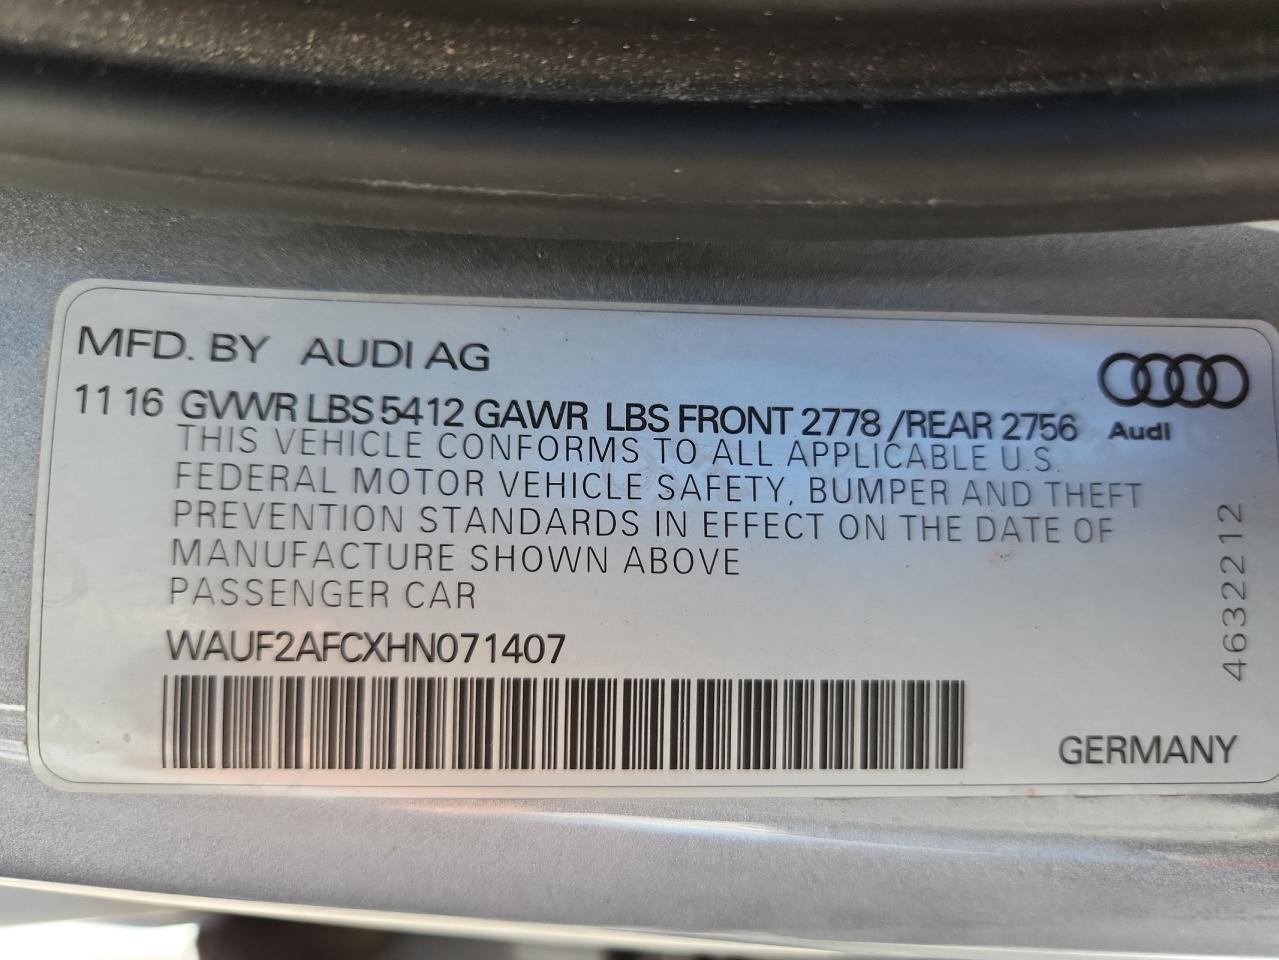 MFD. BY AUDI AG
11 16 GVWR LBS 5412 GAWR LBS FRONT 2778 /REAR 2756
Audi
THIS VEHICLE CONFORMS TO ALL APPLICABLE U.S.
FEDERAL MOTOR VEHICLE SAFETY, BUMPER AND THEFT
PREVENTION STANDARDS IN EFFECT ON THE DATE OF
MANUFACTURE SHOWN ABOVE
PASSENGER CAR
WAUF2AFCXHN071407
4632212
GERMANY